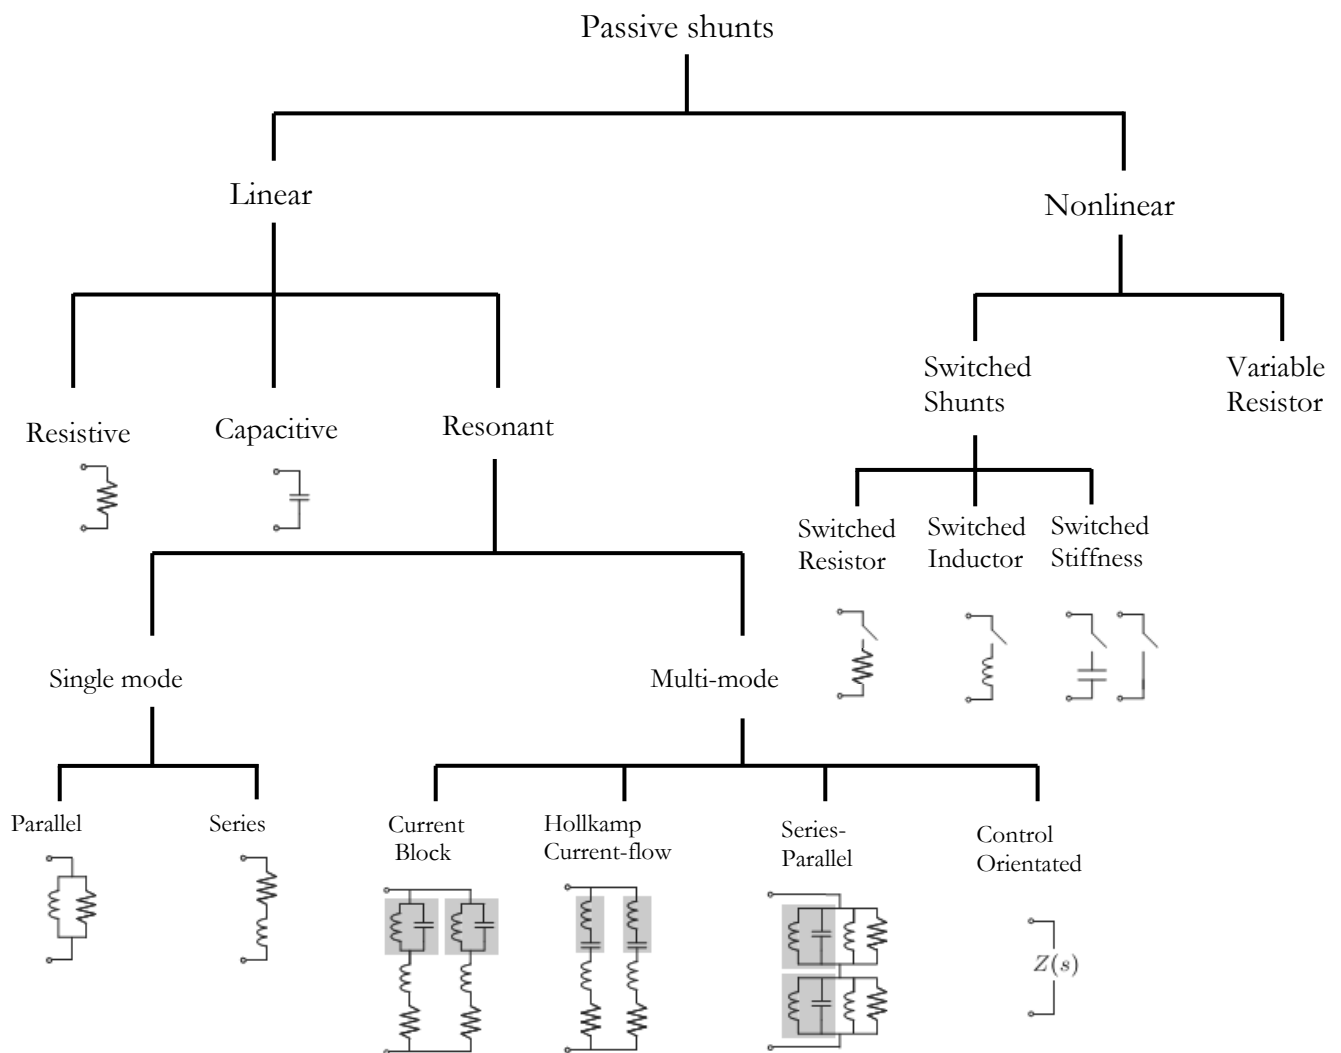 Passive shunts
Linear
Nonlinear
Switched
Shunts
Variable
Resistor
Resistive
Capacitive
Resonant
Switched
Resistor
Switched
Inductor
Switched
Stiffness
Single mode
Multi-mode
Parallel
Series
Current
Block
Hollkamp
Current-flow
Series-
Parallel
Control
Orientated
Z(s)